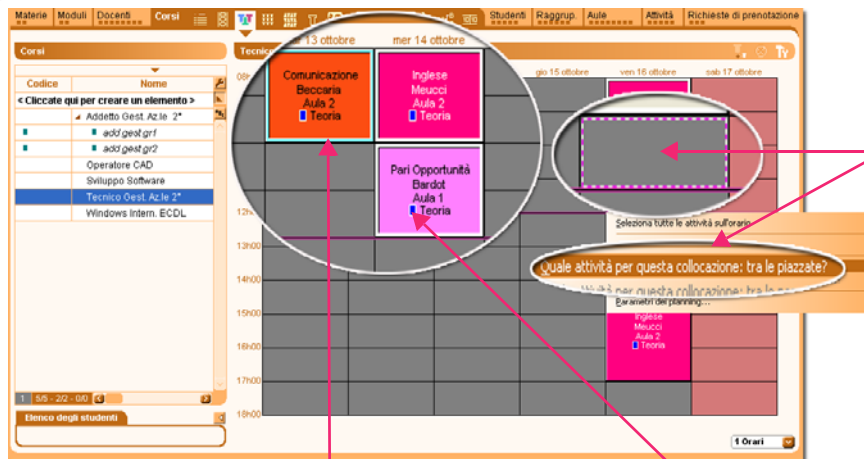 Materie Moduli Docenti Corsi Studenti Raggrup. Aule Attività Richieste di prenotazione
Corsi
Tecnico
13 ottobre mer 14 ottobre gio 15 ottobre ven 16 ottobre sab 17 ottobre
Codice Nome
< Cliccate qui per creare un elemento >
Addetto Gest. Az.le 2°
add.gest.gr1
add.gest.gr2
Operatore CAD
Sviluppo Software
Tecnico Gest. Az.le 2°
Windows Intern. ECDL
Comunicazione
Beccaria
Aula 2
Teoria
Inglese
Meucci
Aula 2
Teoria
Pari Opportunità
Bardot
Aula 1
Teoria
13h00
14h00
15h00
16h00
17h00
18h00
Seleziona tutte le attività sull'orario
Quale attività per questa collocazione: tra le piazzate?
Parametri del planning...
Inglese
Meucci
Aula 2
Teoria
1 5/5 - 2/2 - 0/0
Elenco degli studenti
1 Orari